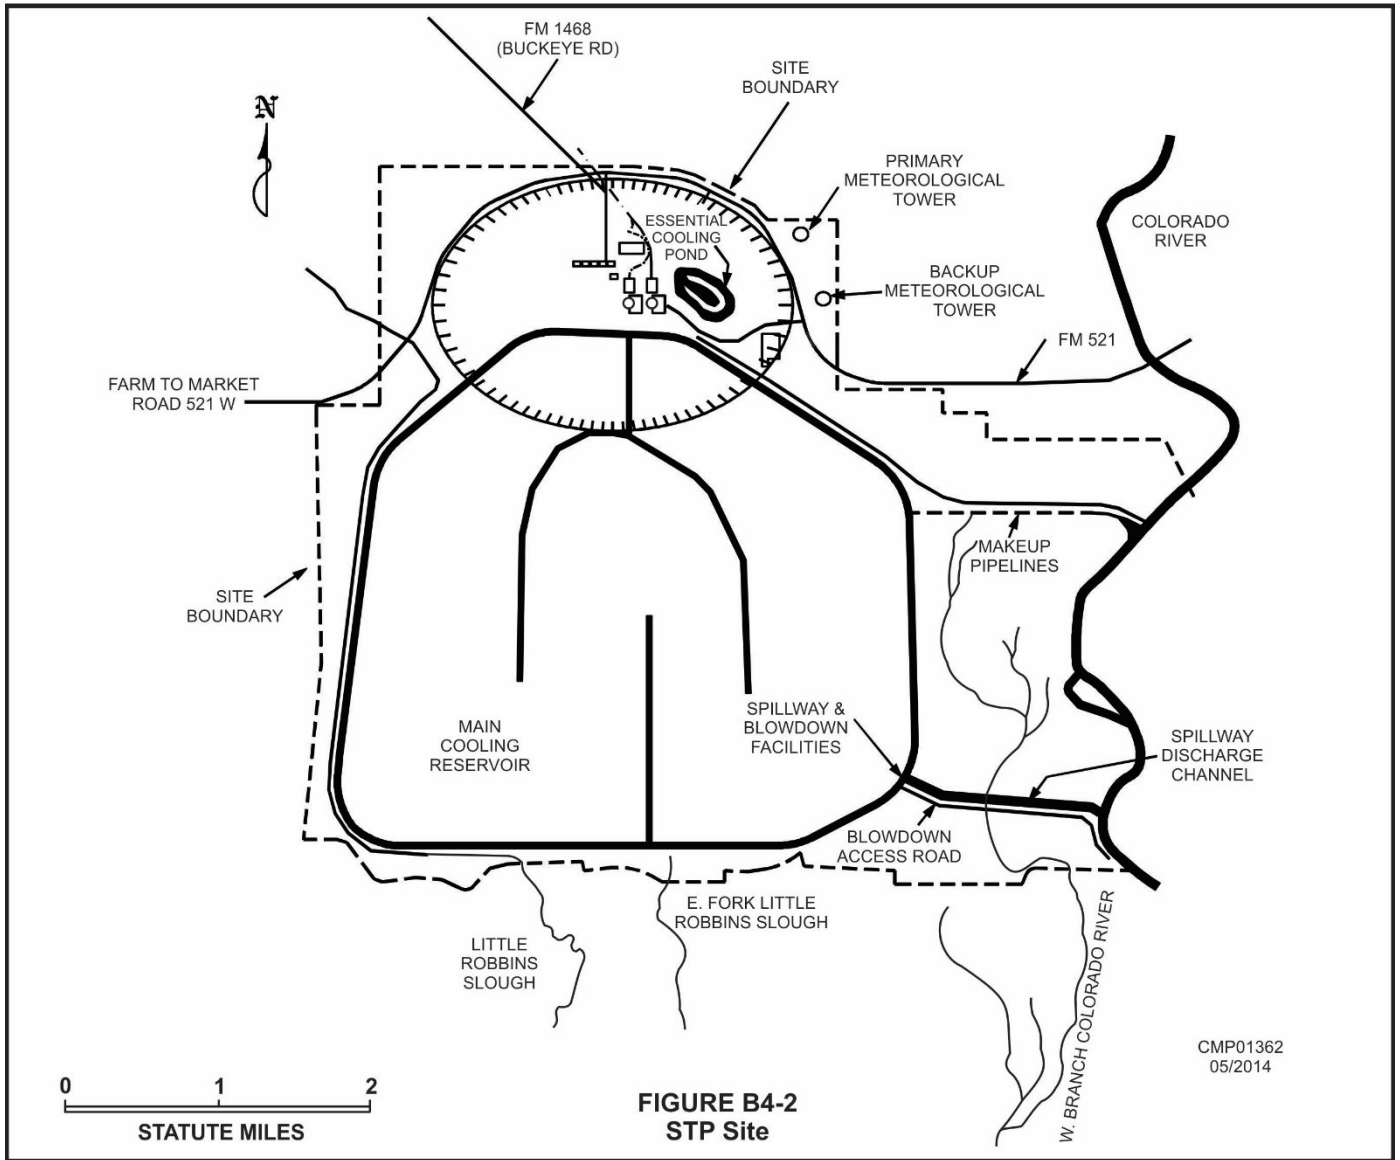 FM 1468
(BUCKEYE RD)
SITE
BOUNDARY
N
PRIMARY
METEOROLOGICAL
TOWER
COLORADO
RIVER
ESSENTIAL
COOLING
POND
BACKUP
METEOROLOGICAL
TOWER
FM 521
FARM TO MARKET
ROAD 521 W
MAKEUP
PIPELINES
SITE
BOUNDARY
SPILLWAY &
BLOWDOWN
FACILITIES
MAIN
COOLING
RESERVOIR
SPILLWAY
DISCHARGE
CHANNEL
BLOWDOWN
ACCESS ROAD
E. FORK LITTLE
ROBBINS SLOUGH
LITTLE
ROBBINS
SLOUGH
W. BRANCH COLORADO RIVER
CMP01362
05/2014
0 1 2
STATUTE MILES
FIGURE B4-2
STP Site